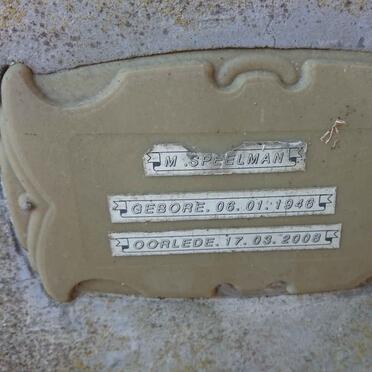 M. SPEELMAN
GEBORE. 06. 01. 1946
OORLEDE. 17. 03. 2008